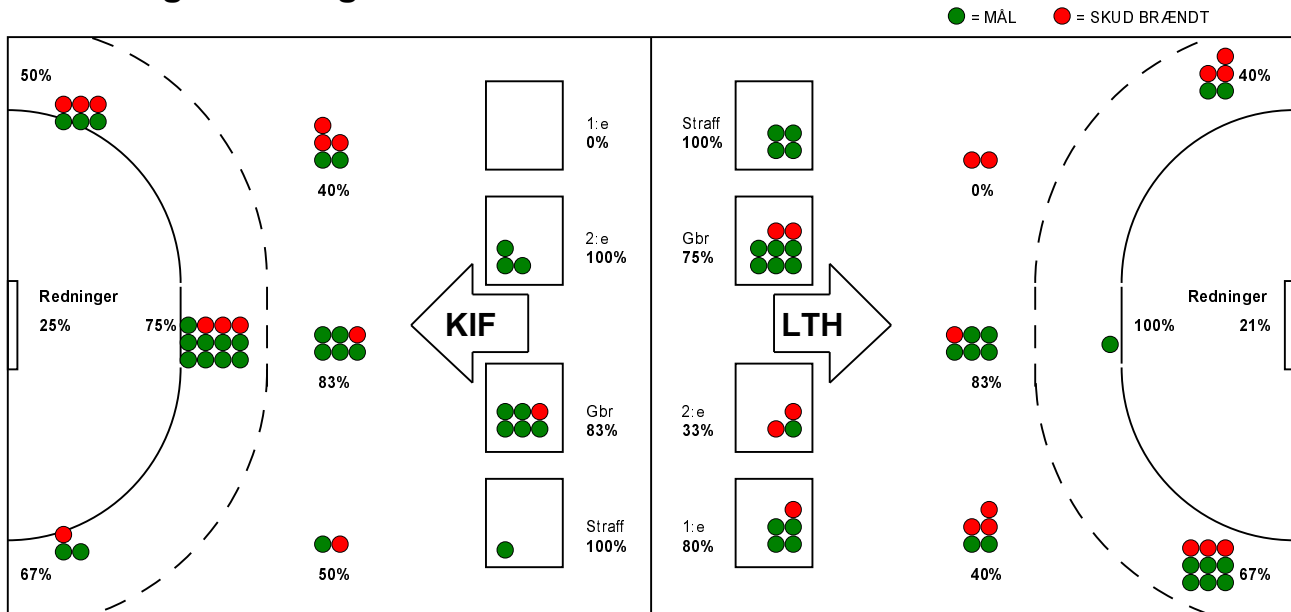 = MÅL
= SKUD BRÆNDT
50%
40%
1:e
0%
Straff
100%
40%
0%
2:e
100%
Gbr
75%
Redninger
25%
75%
KIF
LTH
100%
Redninger
21%
83%
83%
Gbr
83%
2:e
33%
Straff
100%
1:e
80%
67%
50%
40%
67%